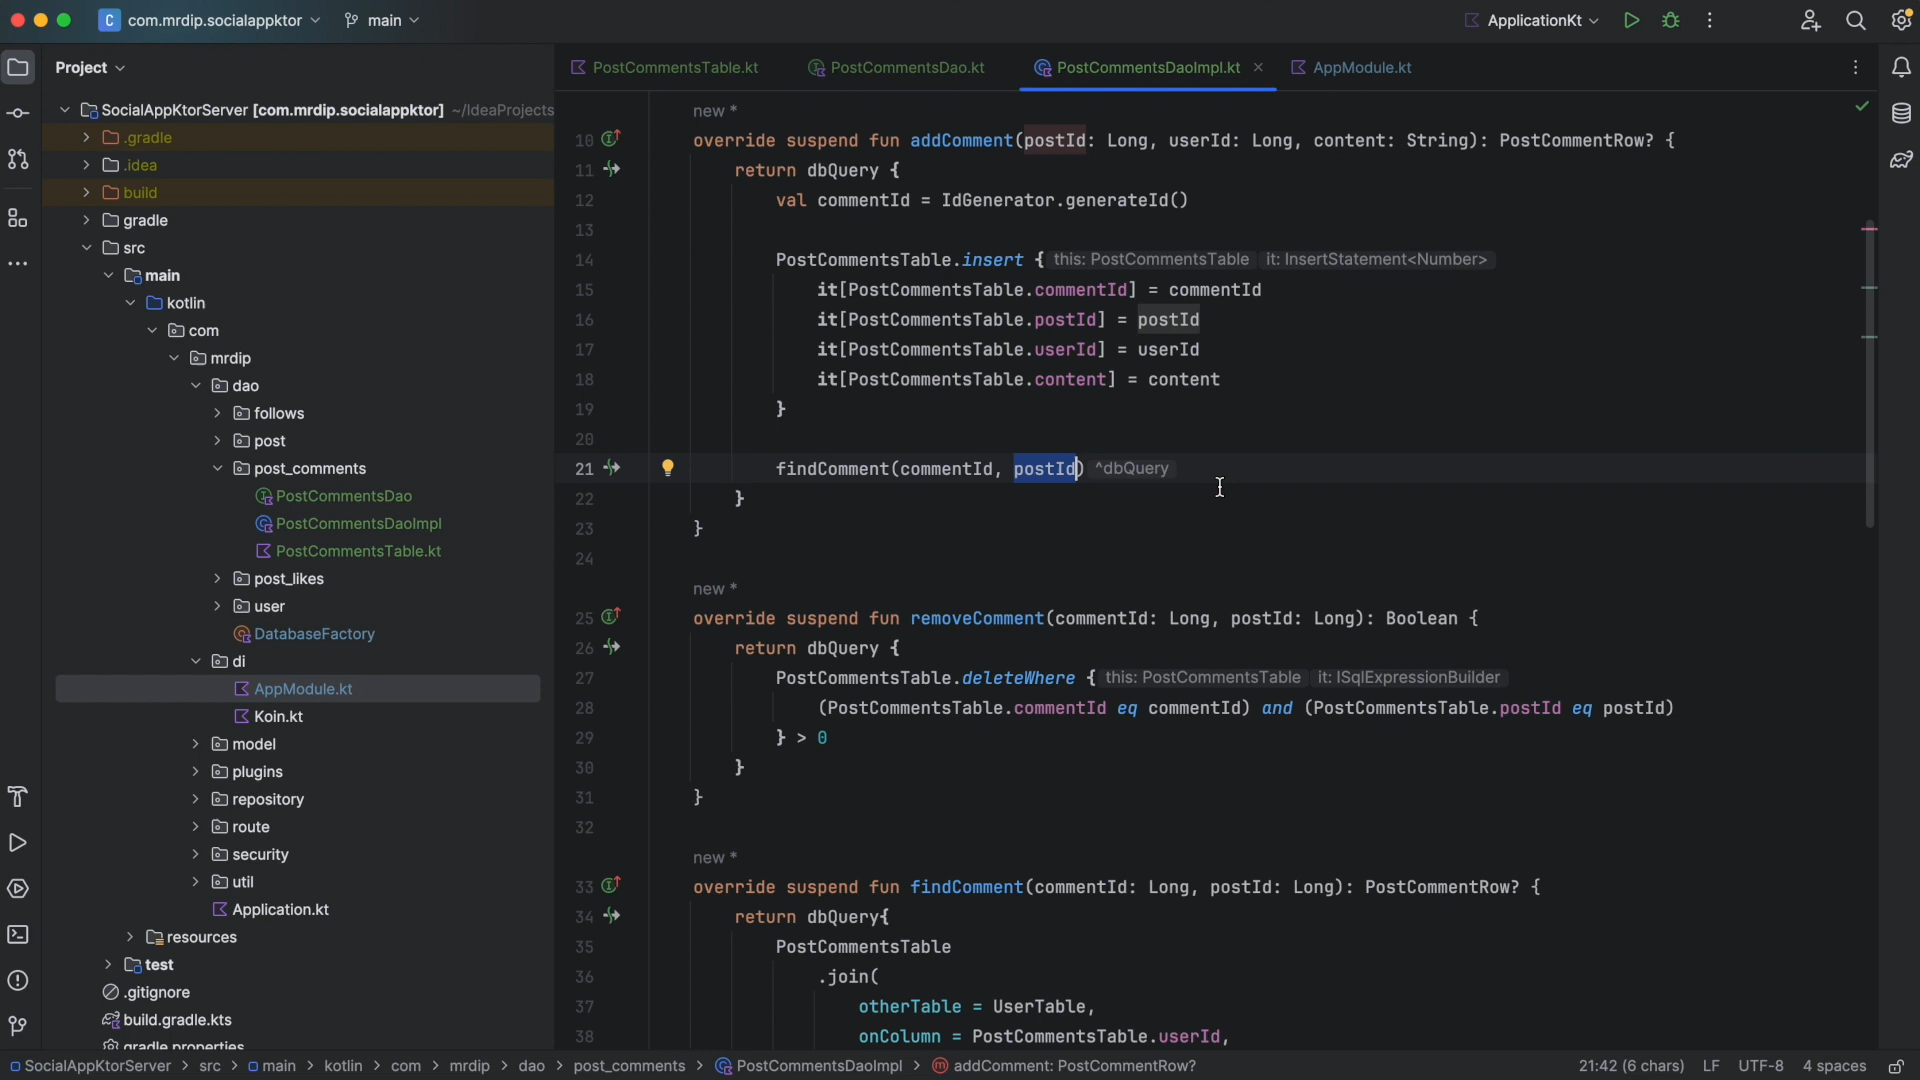 C com.mrdip.socialappktor main ApplicationKt
Project
PostCommentsTable.kt PostCommentsDao.kt PostCommentsDaoImpl.kt AppModule.kt
SocialAppKtorServer [com.mrdip.socialappktor] ~/IdeaProjects
.gradle
.idea
build
gradle
src
main
kotlin
com
mrdip
dao
follows
post
post_comments
PostCommentsDao
PostCommentsDaoImpl
PostCommentsTable.kt
post_likes
user
DatabaseFactory
di
AppModule.kt
Koin.kt
model
plugins
repository
route
security
util
Application.kt
resources
test
.gitignore
build.gradle.kts
gradle.properties
new *
10 override suspend fun addComment(postId: Long, userId: Long, content: String): PostCommentRow? {
11 return dbQuery {
12 val commentId = IdGenerator.generateId()
13
14 PostCommentsTable.insert { this: PostCommentsTable it: InsertStatement<Number>
15 it[PostCommentsTable.commentId] = commentId
16 it[PostCommentsTable.postId] = postId
17 it[PostCommentsTable.userId] = userId
18 it[PostCommentsTable.content] = content
19 }
20
21 findComment(commentId, postId) ^dbQuery
22 }
23 }
24
new *
25 override suspend fun removeComment(commentId: Long, postId: Long): Boolean {
26 return dbQuery {
27 PostCommentsTable.deleteWhere { this: PostCommentsTable it: ISqlExpressionBuilder
28 (PostCommentsTable.commentId eq commentId) and (PostCommentsTable.postId eq postId)
29 } > 0
30 }
31 }
32
new *
33 override suspend fun findComment(commentId: Long, postId: Long): PostCommentRow? {
34 return dbQuery{
35 PostCommentsTable
36 .join(
37 otherTable = UserTable,
38 onColumn = PostCommentsTable.userId,
SocialAppKtorServer > src > main > kotlin > com > mrdip > dao > post_comments > PostCommentsDaoImpl > m addComment: PostCommentRow? 21:42 (6 chars) LF UTF-8 4 spaces